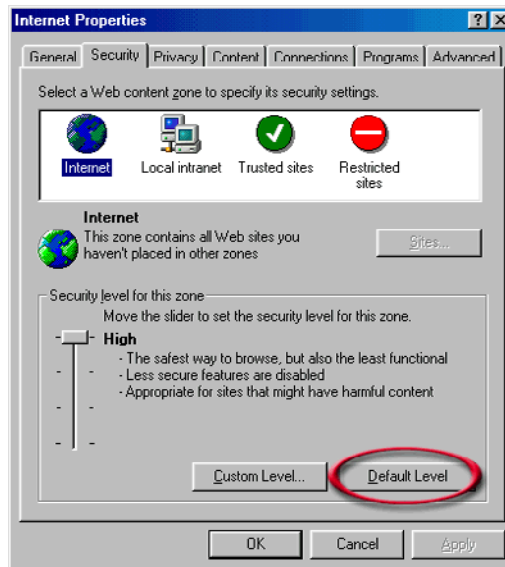 Internet Properties
General Security Privacy Content Connections Programs Advanced
Select a Web content zone to specify its security settings.
Internet Local intranet Trusted sites Restricted sites
Internet
This zone contains all Web sites you
haven't placed in other zones
Sites...
Security level for this zone
Move the slider to set the security level for this zone.
High
- The safest way to browse, but also the least functional
- Less secure features are disabled
- Appropriate for sites that might have harmful content
Custom Level... Default Level
OK Cancel Apply